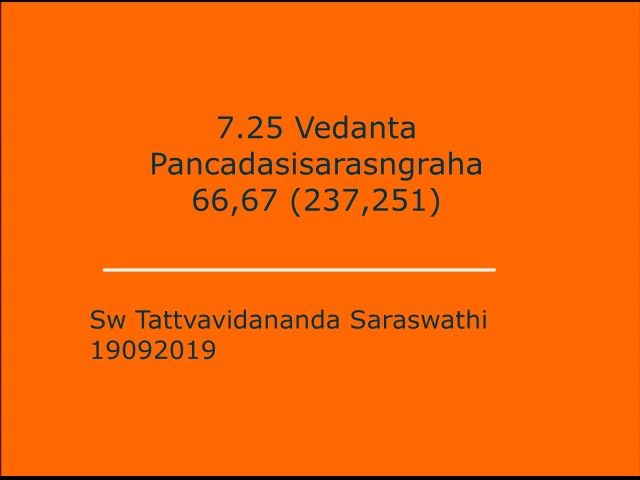 7.25 Vedanta
Pancadasisarasngraha
66,67 (237,251)
Sw Tattvavidananda Saraswathi
19092019